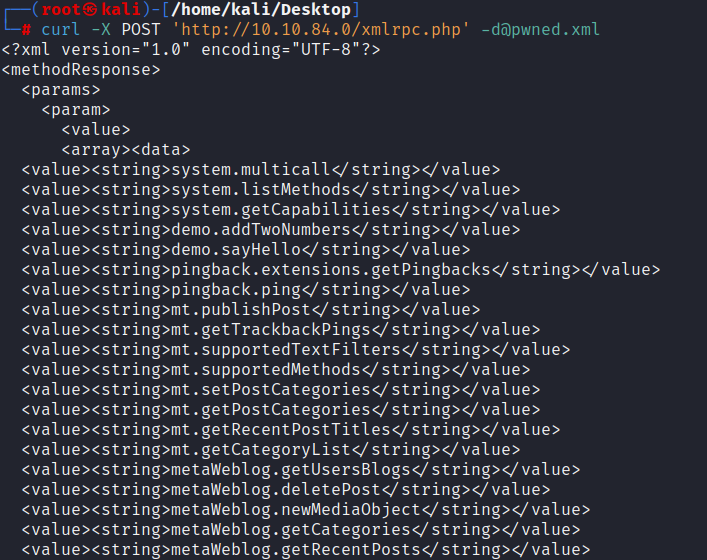 ┌──(root㉿kali)-[/home/kali/Desktop]
└─# curl -X POST 'http://10.10.84.0/xmlrpc.php' -d@pwned.xml
<?xml version="1.0" encoding="UTF-8"?>
<methodResponse>
  <params>
    <param>
      <value>
      <array><data>
  <value><string>system.multicall</string></value>
  <value><string>system.listMethods</string></value>
  <value><string>system.getCapabilities</string></value>
  <value><string>demo.addTwoNumbers</string></value>
  <value><string>demo.sayHello</string></value>
  <value><string>pingback.extensions.getPingbacks</string></value>
  <value><string>pingback.ping</string></value>
  <value><string>mt.publishPost</string></value>
  <value><string>mt.getTrackbackPings</string></value>
  <value><string>mt.supportedTextFilters</string></value>
  <value><string>mt.supportedMethods</string></value>
  <value><string>mt.setPostCategories</string></value>
  <value><string>mt.getPostCategories</string></value>
  <value><string>mt.getRecentPostTitles</string></value>
  <value><string>mt.getCategoryList</string></value>
  <value><string>metaWeblog.getUsersBlogs</string></value>
  <value><string>metaWeblog.deletePost</string></value>
  <value><string>metaWeblog.newMediaObject</string></value>
  <value><string>metaWeblog.getCategories</string></value>
  <value><string>metaWeblog.getRecentPosts</string></value>